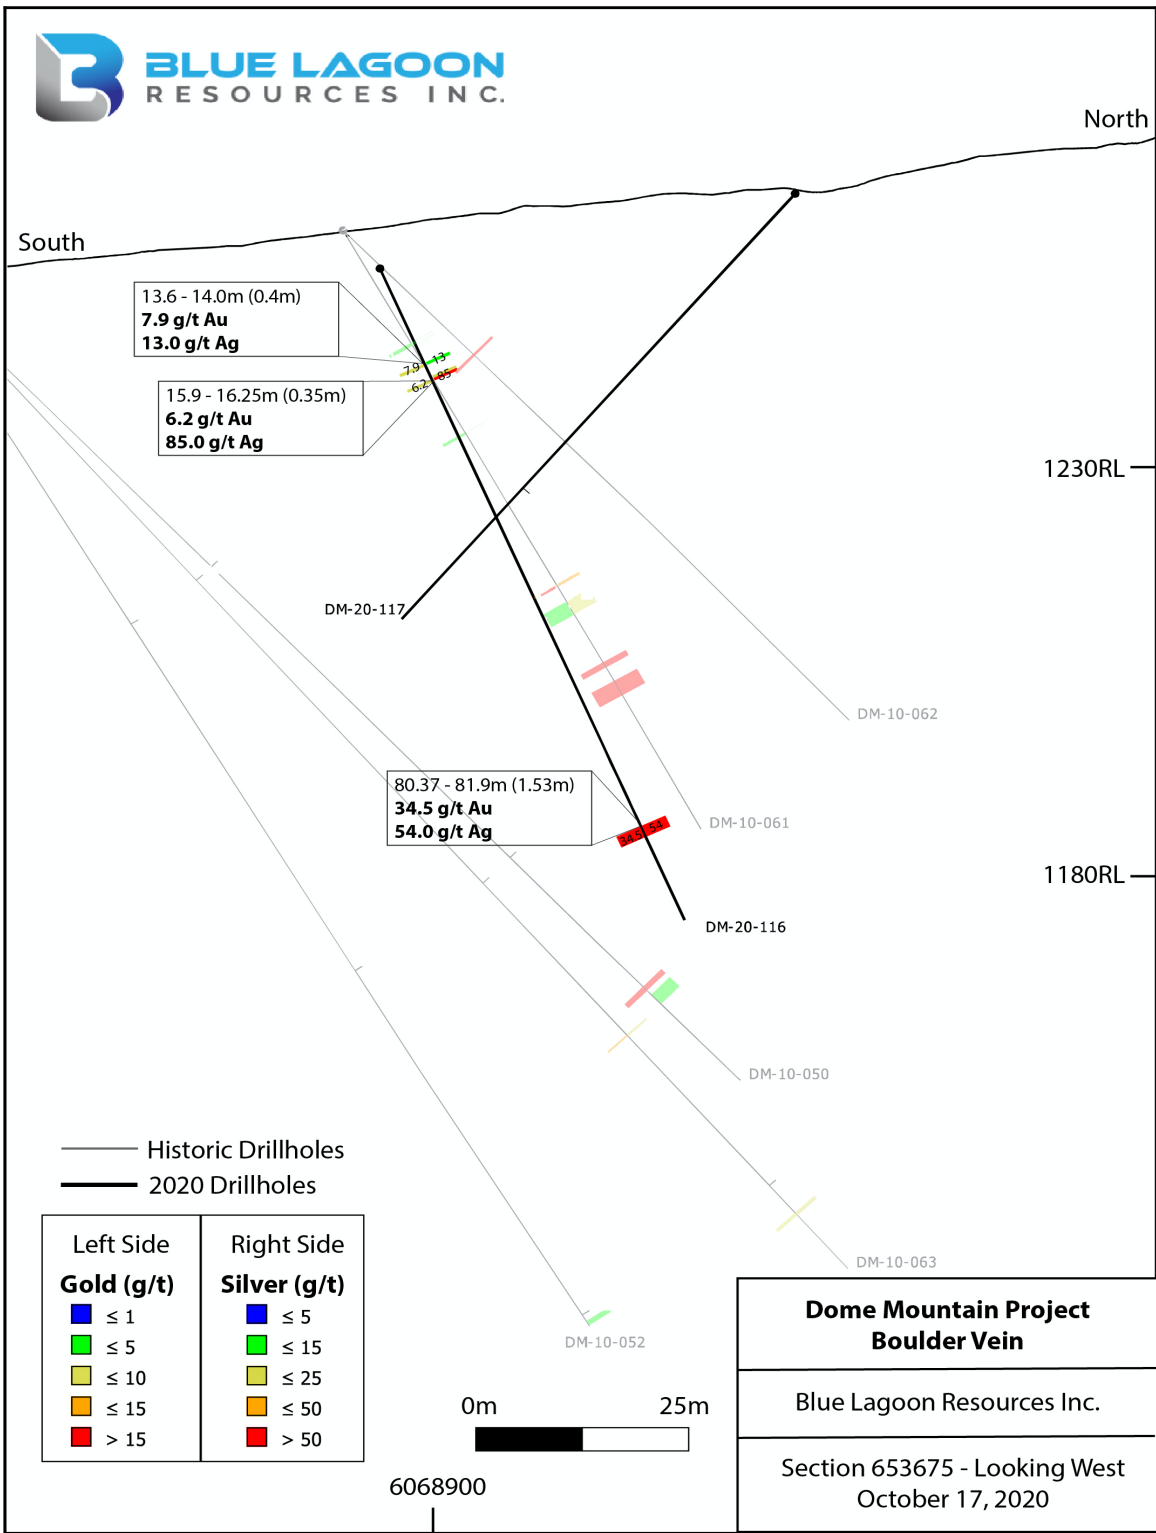 BLUE LAGOON
RESOURCES INC.
North
South
13.6 - 14.0m (0.4m)
7.9 g/t Au
13.0 g/t Ag
7.9
13
6.2
85
15.9 - 16.25m (0.35m)
6.2 g/t Au
85.0 g/t Ag
1230RL
DM-20-117
DM-10-062
80.37 - 81.9m (1.53m)
34.5 g/t Au
54.0 g/t Ag
34.5
54
DM-10-061
1180RL
DM-20-116
DM-10-050
DM-10-063
DM-10-052
Historic Drillholes
2020 Drillholes
Left Side
Gold (g/t)
≤ 1
≤ 5
≤ 10
≤ 15
> 15
Right Side
Silver (g/t)
≤ 5
≤ 15
≤ 25
≤ 50
> 50
0m 25m
6068900
Dome Mountain Project
Boulder Vein
Blue Lagoon Resources Inc.
Section 653675 - Looking West
October 17, 2020